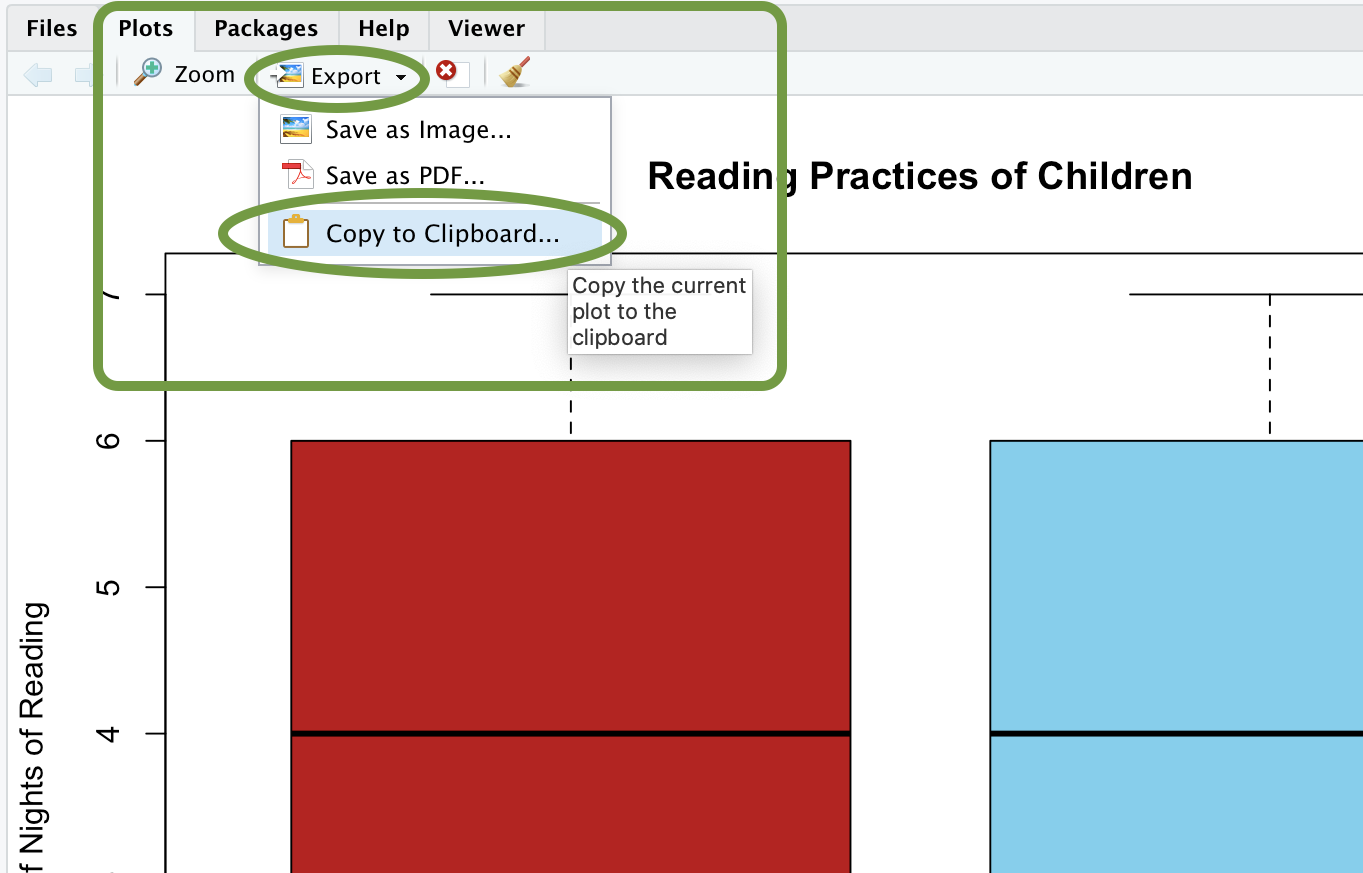 Files Plots Packages Help Viewer
Zoom Export
Save as Image...
Save as PDF...
Copy to Clipboard...
Copy the current
plot to the
clipboard
Reading Practices of Children
7
6
5
4
Nights of Reading